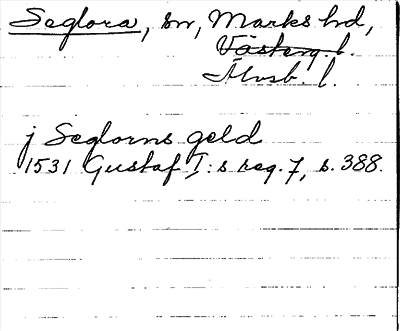 Seglora, sn, Marks hd,
Västerg. l.
Älvsb. l.
j Seglorns geld
1531 Gustaf I:s reg. 7, s. 388.